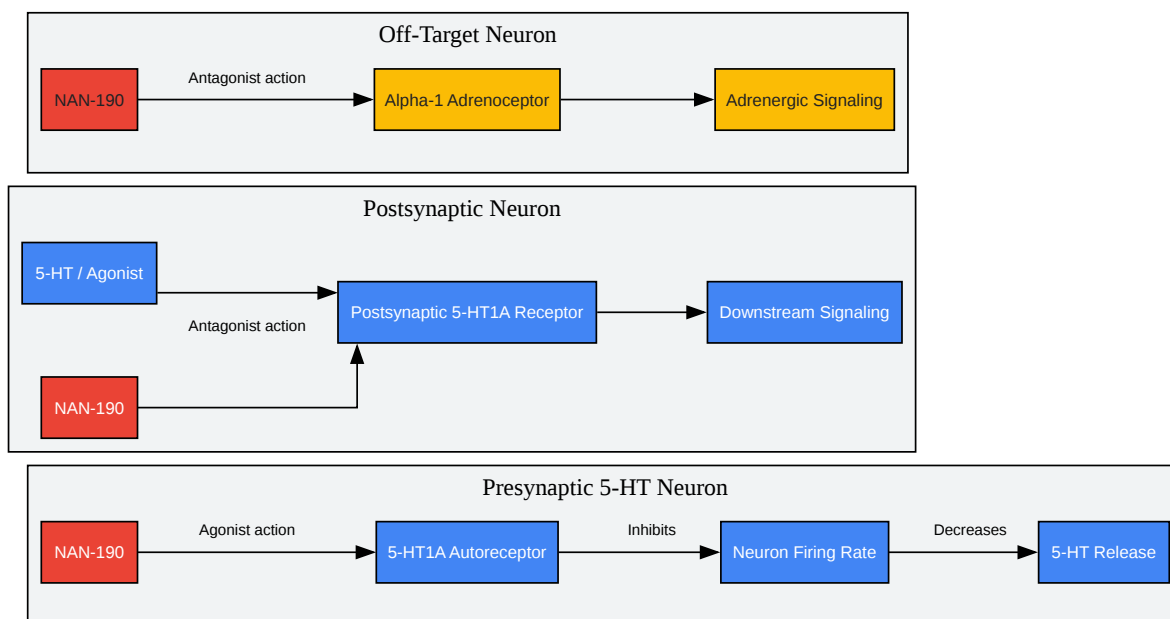 Off-Target Neuron
NAN-190
Antagonist action
Alpha-1 Adrenoceptor
Adrenergic Signaling
Postsynaptic Neuron
5-HT / Agonist
Postsynaptic 5-HT1A Receptor
Downstream Signaling
Antagonist action
NAN-190
Presynaptic 5-HT Neuron
NAN-190
Agonist action
5-HT1A Autoreceptor
Inhibits
Neuron Firing Rate
Decreases
5-HT Release